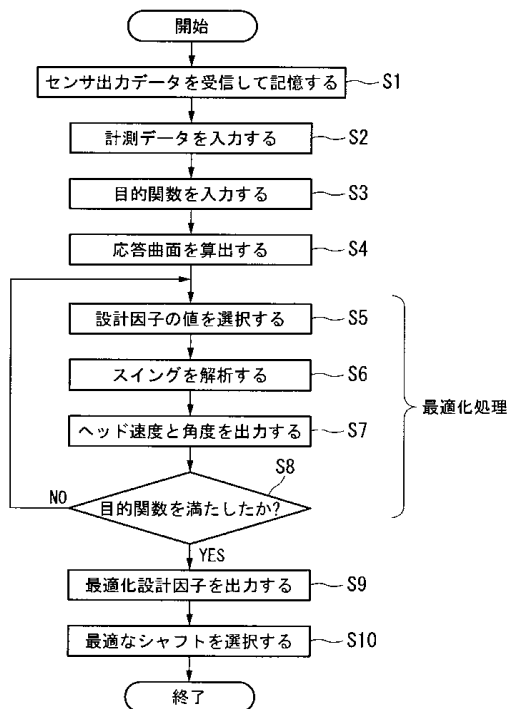 開始
センサ出力データを受信して記憶する
S1
計測データを入力する
S2
目的関数を入力する
S3
応答曲面を算出する
S4
設計因子の値を選択する
S5
スイングを解析する
S6
最適化処理
ヘッド速度と角度を出力する
S7
S8
NO
目的関数を満たしたか?
YES
最適化設計因子を出力する
S9
最適なシャフトを選択する
S10
終了